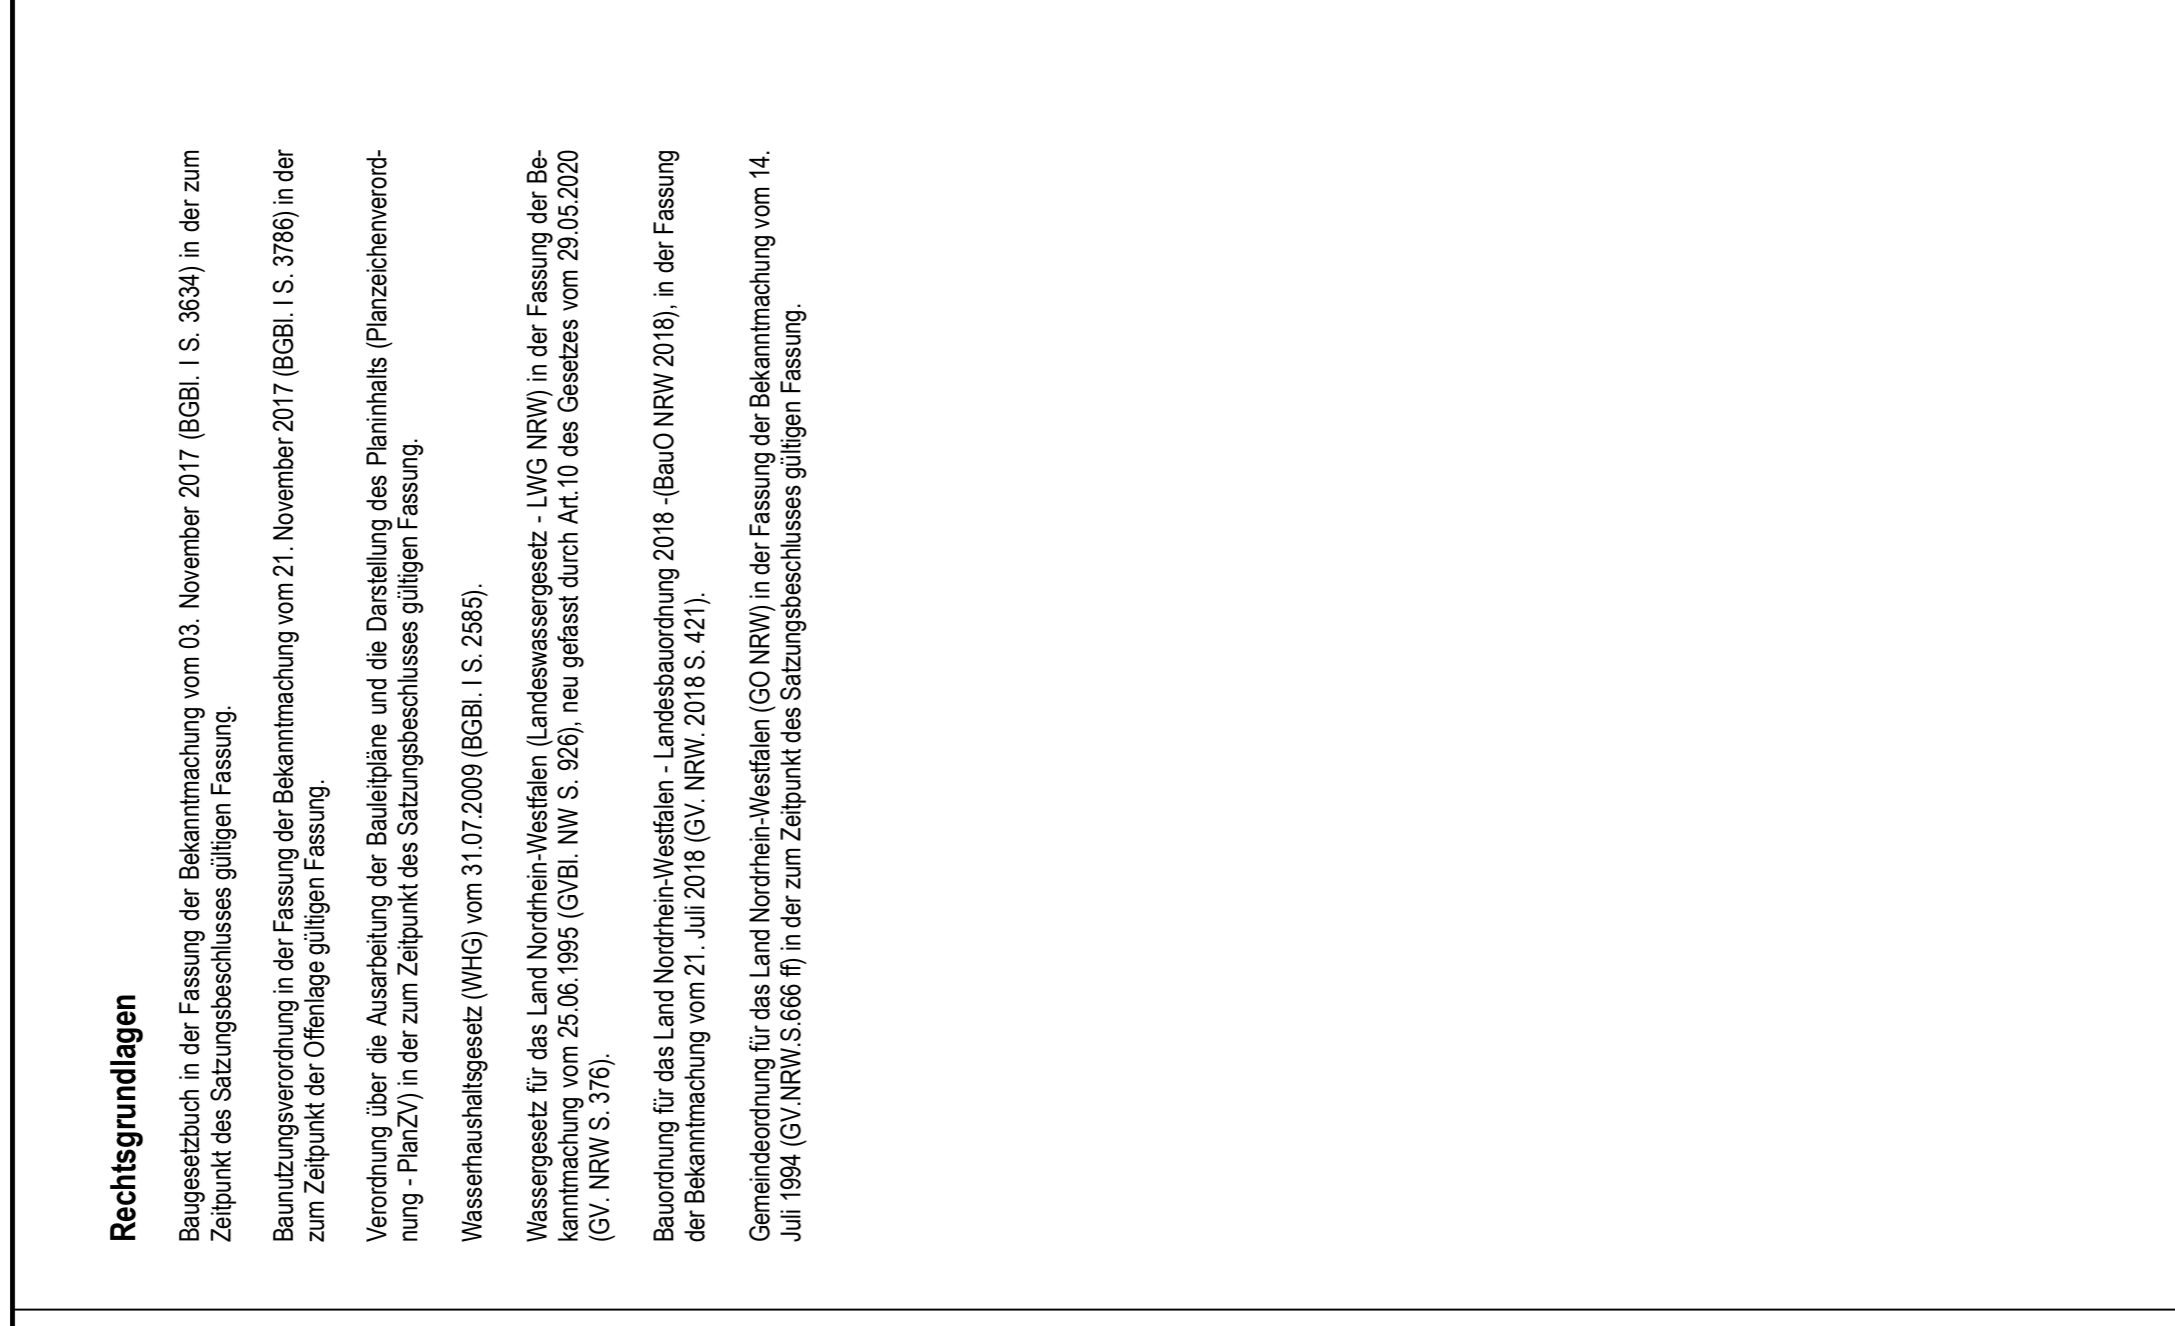 Rechtsgrundlagen
Baugesetzbuch in der Fassung der Bekanntmachung vom 03. November 2017 (BGBl. I S. 3634) in der zum
Zeitpunkt des Satzungsbeschlusses gültigen Fassung.
Baunutzungsverordnung in der Fassung der Bekanntmachung vom 21. November 2017 (BGBl. I S. 3786) in der
zum Zeitpunkt der Offenlage gültigen Fassung.
Verordnung über die Ausarbeitung der Bauleitpläne und die Darstellung des Planinhalts (Planzeichenverord-
nung - PlanZV) in der zum Zeitpunkt des Satzungsbeschlusses gültigen Fassung.
Wasserhaushaltsgesetz (WHG) vom 31.07.2009 (BGBl. I S. 2585).
Wassergesetz für das Land Nordrhein-Westfalen (Landeswassergesetz - LWG NRW) in der Fassung der Be-
kanntmachung vom 25.06.1995 (GVBl. NW S. 926), neu gefasst durch Art.10 des Gesetzes vom 29.05.2020
(GV. NRW S. 376).
Bauordnung für das Land Nordrhein-Westfalen - Landesbauordnung 2018 -(BauO NRW 2018), in der Fassung
der Bekanntmachung vom 21. Juli 2018 (GV. NRW. 2018 S. 421).
Gemeindeordnung für das Land Nordrhein-Westfalen (GO NRW) in der Fassung der Bekanntmachung vom 14.
Juli 1994 (GV.NRW.S.666 ff) in der zum Zeitpunkt des Satzungsbeschlusses gültigen Fassung.